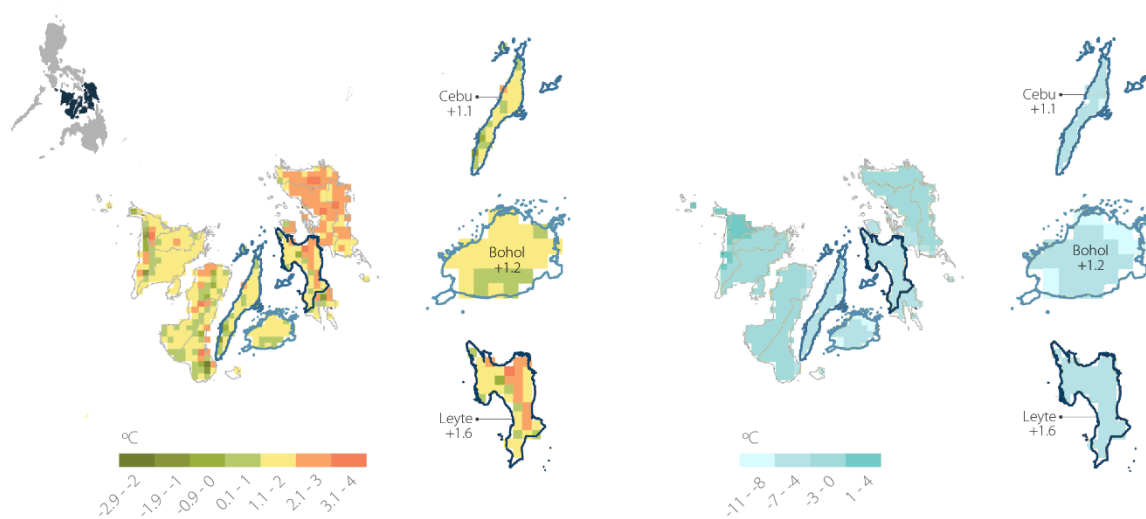 Cebu
+1.1
Bohol
+1.2
Leyte
+1.6
ºC
-2.9 - -2
-1.9 - -1
-0.9 - 0
0.1 - 1
1.1 - 2
2.1 - 3
3.1 - 4
Cebu
+1.1
Bohol
+1.2
Leyte
+1.6
ºC
-11 - -8
-7 - -4
-3 - 0
1 - 4